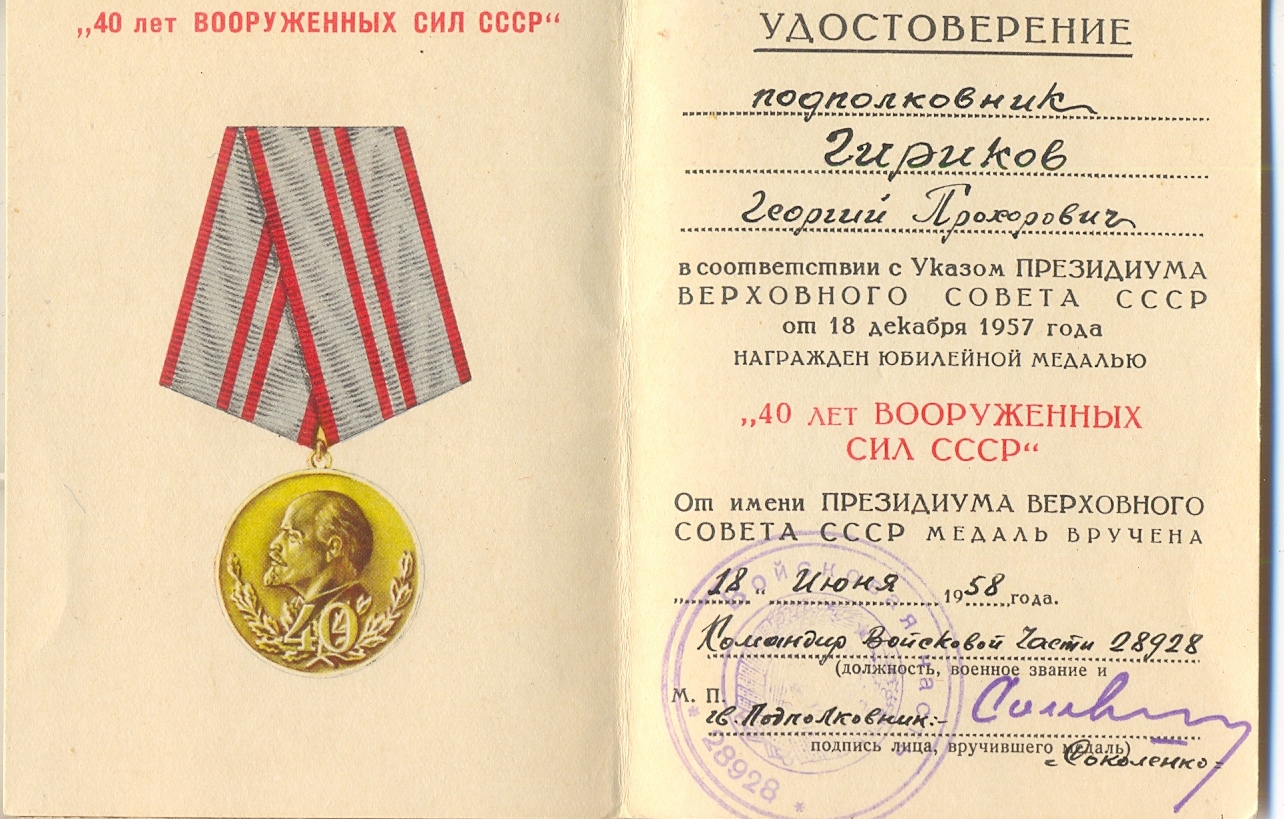 „40 лет ВООРУЖЕННЫХ СИЛ СССР“
40
УДОСТОВЕРЕНИЕ
подполковник
Гириков
Георгий Прохорович
в соответствии с Указом ПРЕЗИДИУМА
ВЕРХОВНОГО СОВЕТА СССР
от 18 декабря 1957 года
НАГРАЖДЕН ЮБИЛЕЙНОЙ МЕДАЛЬЮ
„40 ЛЕТ ВООРУЖЕННЫХ
СИЛ СССР“
От имени ПРЕЗИДИУМА ВЕРХОВНОГО
СОВЕТА СССР МЕДАЛЬ ВРУЧЕНА
„18“ Июня 1958 года.
Командир Войсковой Части 28928
(должность, военное звание и
М. П.
гв. Подполковник:-
подпись лица, вручившего медаль)
-Соколенко-
Войсковая часть
* 28928 *